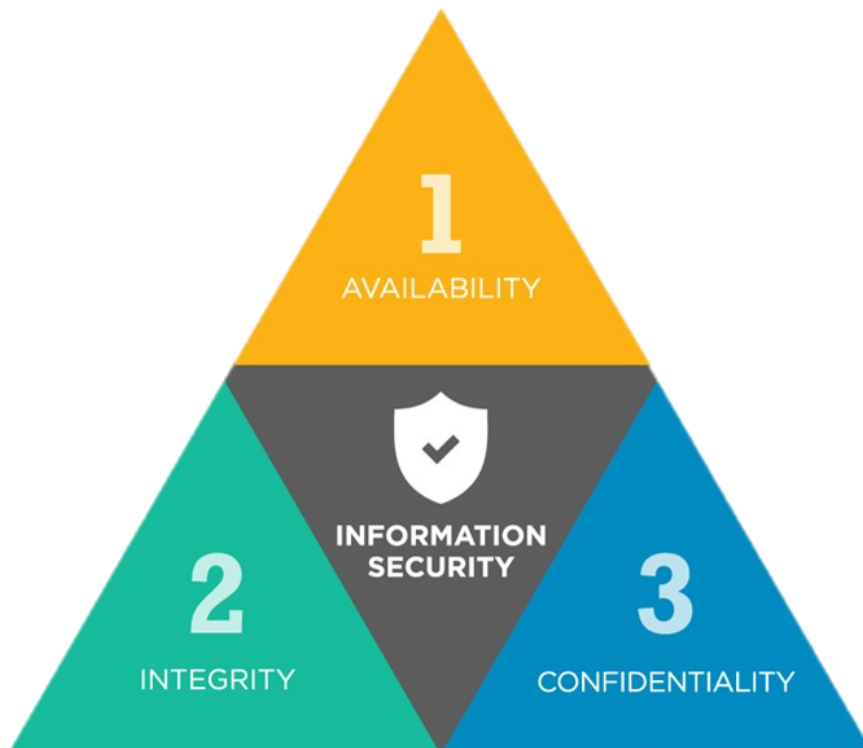 1
AVAILABILITY
INFORMATION
SECURITY
2
INTEGRITY
3
CONFIDENTIALITY